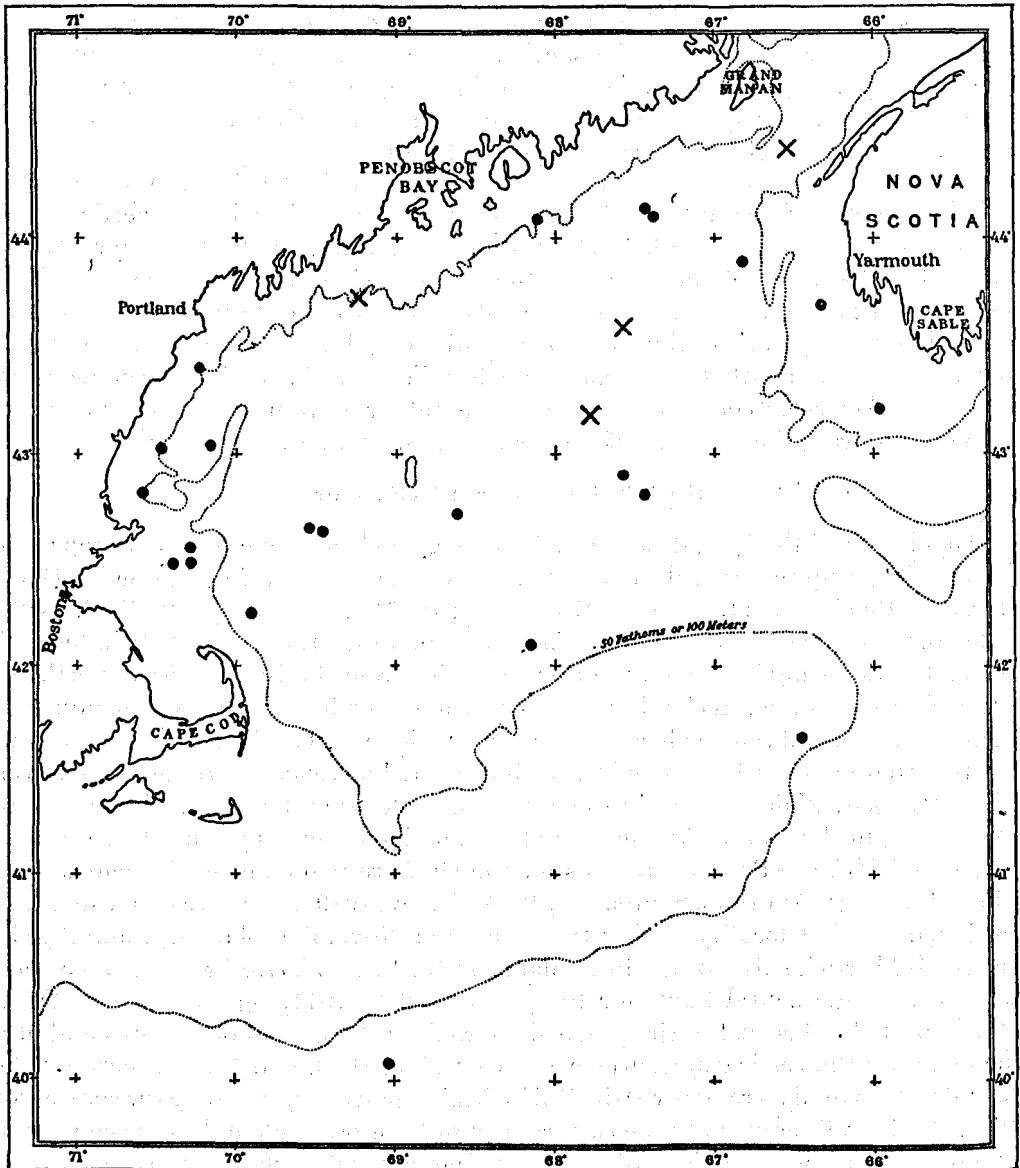 71° 70° 69° 68° 67° 66°
GRAND
MANAN
PENOBSCOT
BAY
NOVA
SCOTIA
44° 44°
Yarmouth
Portland
CAPE
SABLE
43° 43°
Boston
50 Fathoms or 100 Meters
42° 42°
CAPE COD
41° 41°
40° 40°
71° 70° 69° 68° 67° 66°